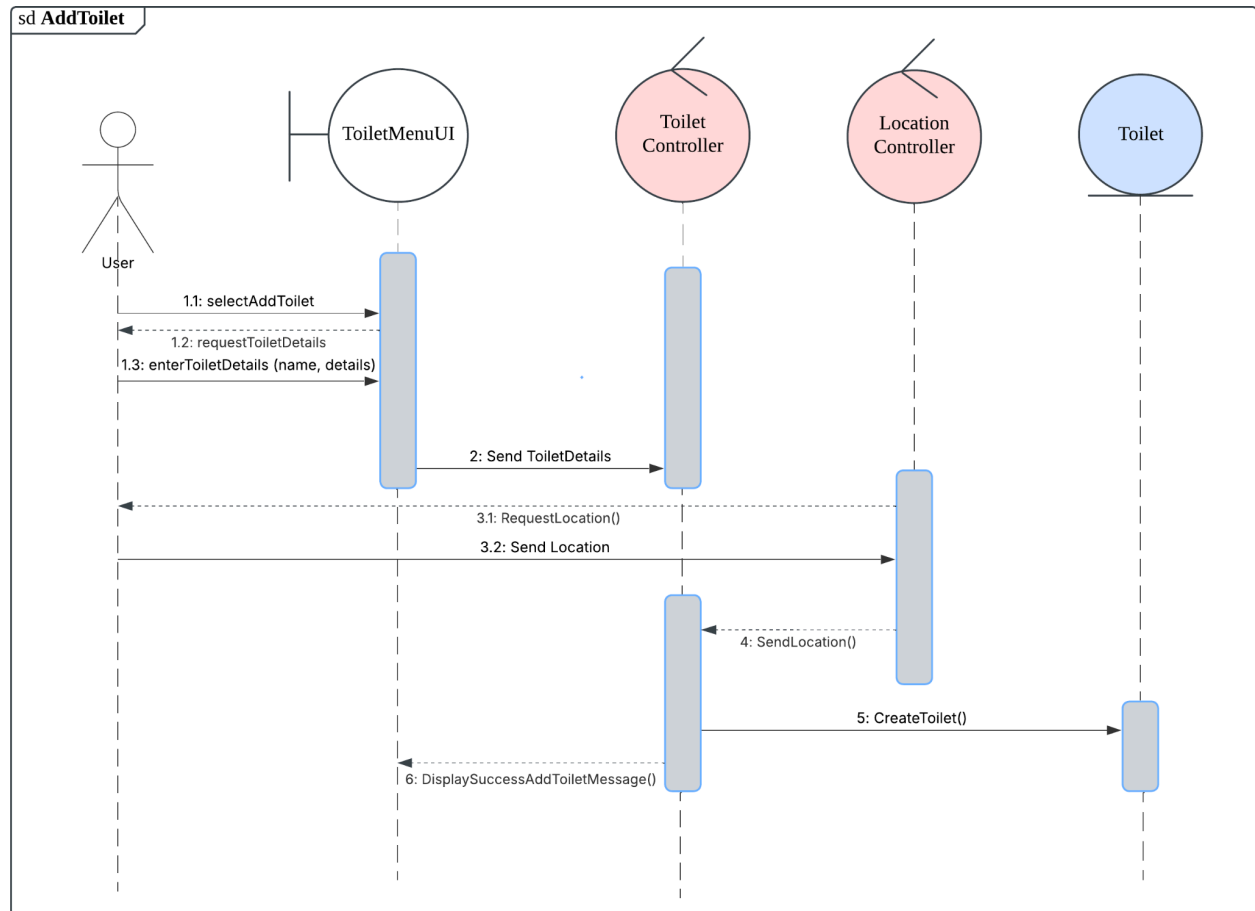 sd AddToilet
ToiletMenuUI
Toilet
Controller
Location
Controller
Toilet
User
1.1: selectAddToilet
1.2: requestToiletDetails
1.3: enterToiletDetails (name, details)
2: Send ToiletDetails
3.1: RequestLocation()
3.2: Send Location
4: SendLocation()
5: CreateToilet()
6: DisplaySuccessAddToiletMessage()